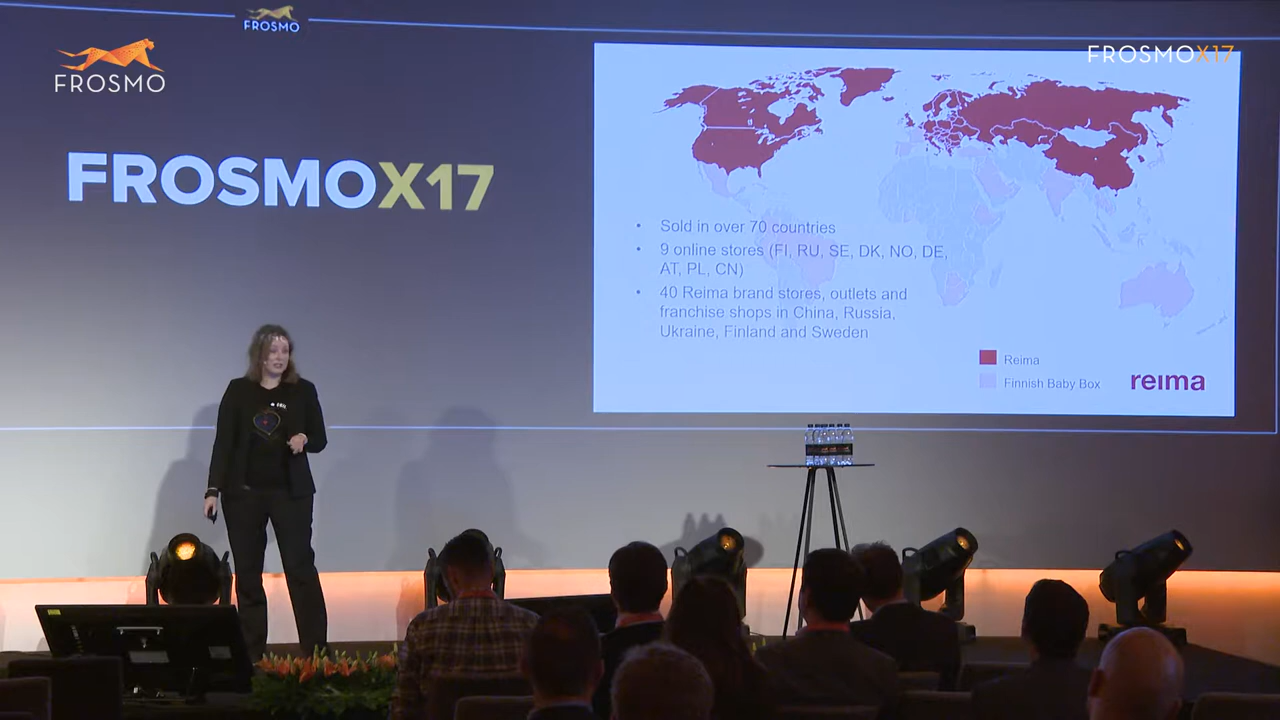 FROSMO
FROSMO
FROSMOX17
FROSMOX17
• Sold in over 70 countries
• 9 online stores (FI, RU, SE, DK, NO, DE,
AT, PL, CN)
• 40 Reima brand stores, outlets and
franchise shops in China, Russia,
Ukraine, Finland and Sweden
Reima
Finnish Baby Box
reima